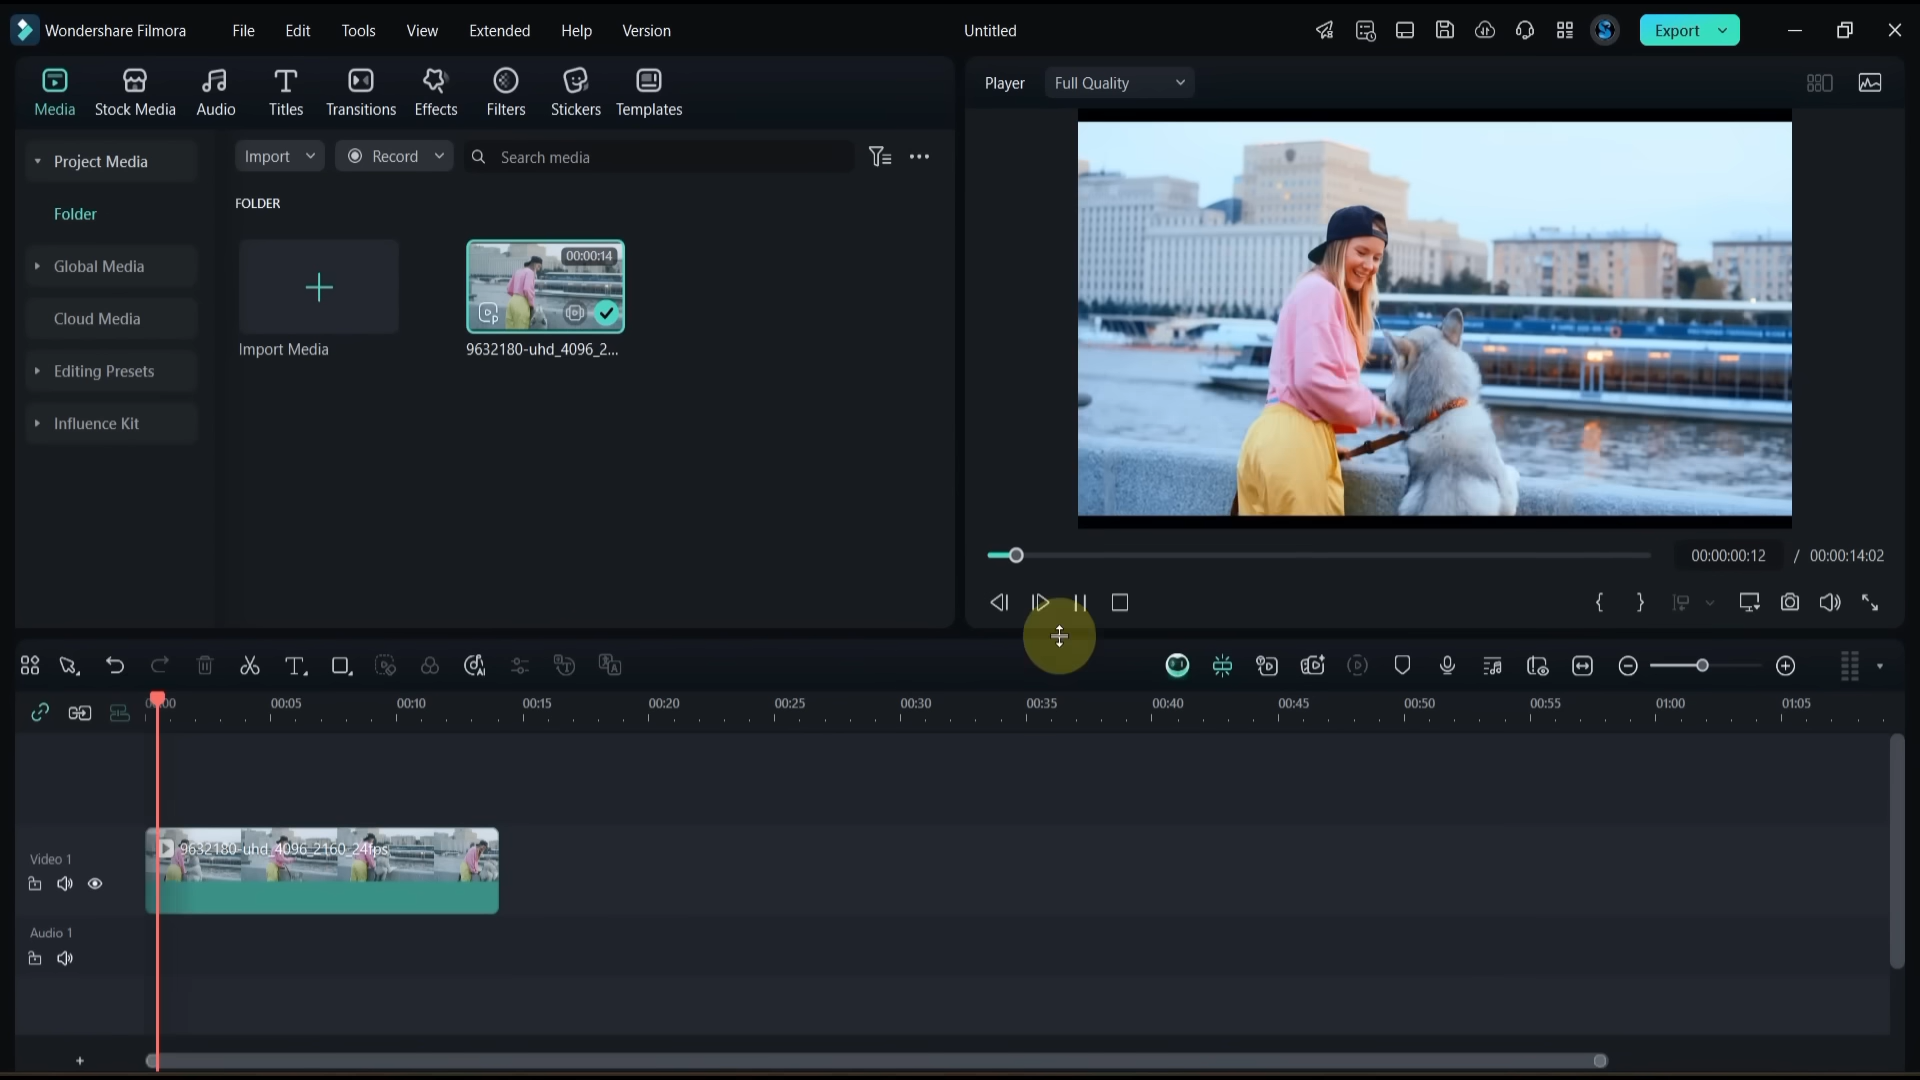 Wondershare Filmora File Edit Tools View Extended Help Version Untitled Export
Media Stock Media Audio Titles Transitions Effects Filters Stickers Templates
Player Full Quality
Project Media
Folder
Global Media
Cloud Media
Editing Presets
Influence Kit
Import Record Search media
FOLDER
00:00:14
Import Media 9632180-uhd_4096_2...
00:00:00:12 / 00:00:14:02
00:00 00:05 00:10 00:15 00:20 00:25 00:30 00:35 00:40 00:45 00:50 00:55 01:00 01:05
9632180-uhd_4096_2160_24fps
Video 1
Audio 1